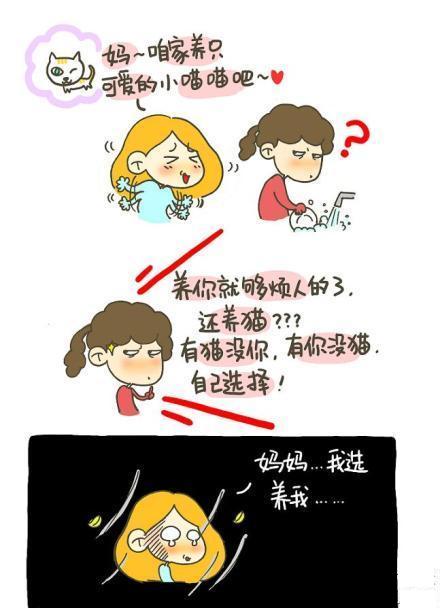 妈~咱家养只
可爱的小喵喵吧~
?
养你就够烦人的了，
还养猫???
有猫没你，有你没猫.
自己选择!
妈妈...我选
养我......